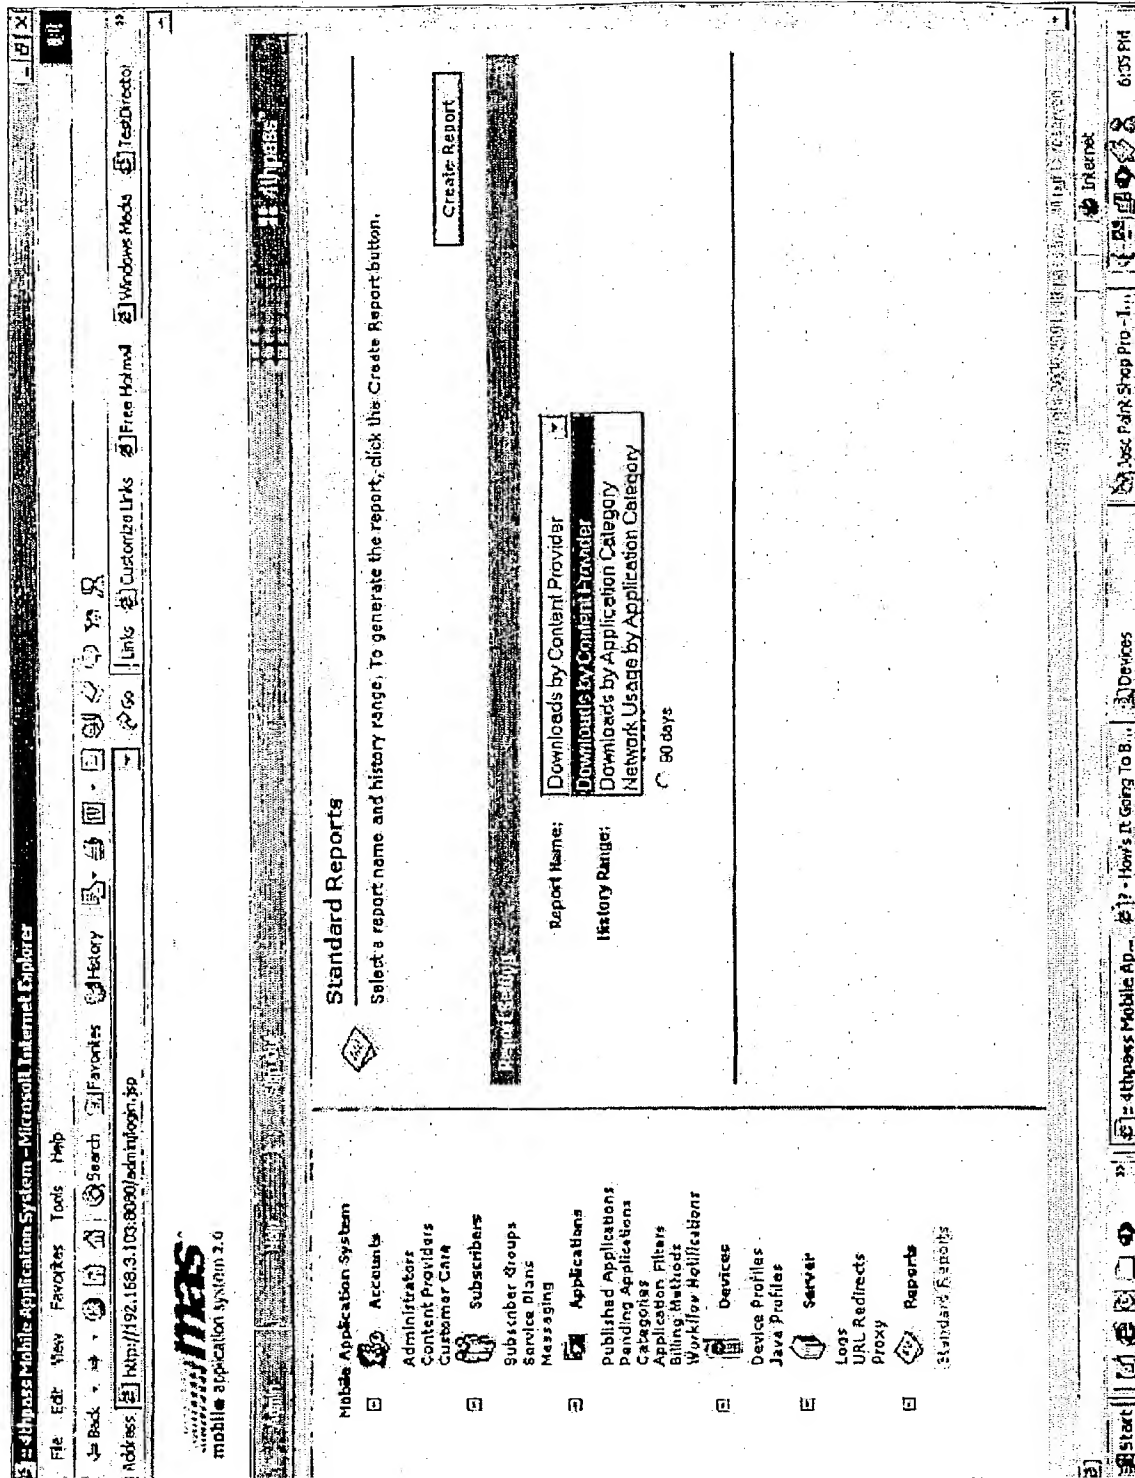 4thpass Mobile Application System - Microsoft Internet Explorer
File Edit View Favorites Tools Help
Back Search Favorites History
Address http://192.168.3.103:8080/admin/login.jsp Go Links Customize Links Free Hotmail Windows Media TestDirector
mas
mobile application system 2.0
4thpass
Mobile Application System
Accounts
Administrators
Content Providers
Customer Care
Subscribers
Subscriber Groups
Service Plans
Messaging
Applications
Published Applications
Pending Applications
Categories
Application Filters
Billing Methods
Workflow Notifications
Devices
Device Profiles
Java Profiles
Server
Logs
URL Redirects
Proxy
Reports
Standard Reports
Standard Reports
Select a report name and history range. To generate the report, click the Create Report button.
Create Report
Report Name: Downloads by Content Provider
Downloads by Content Provider
Downloads by Application Category
Network Usage by Application Category
History Range:
90 days
Internet
Start 4thpass Mobile Ap... ? - How's It Going To B... Devices Jasc Paint Shop Pro - I... 6:35 PM